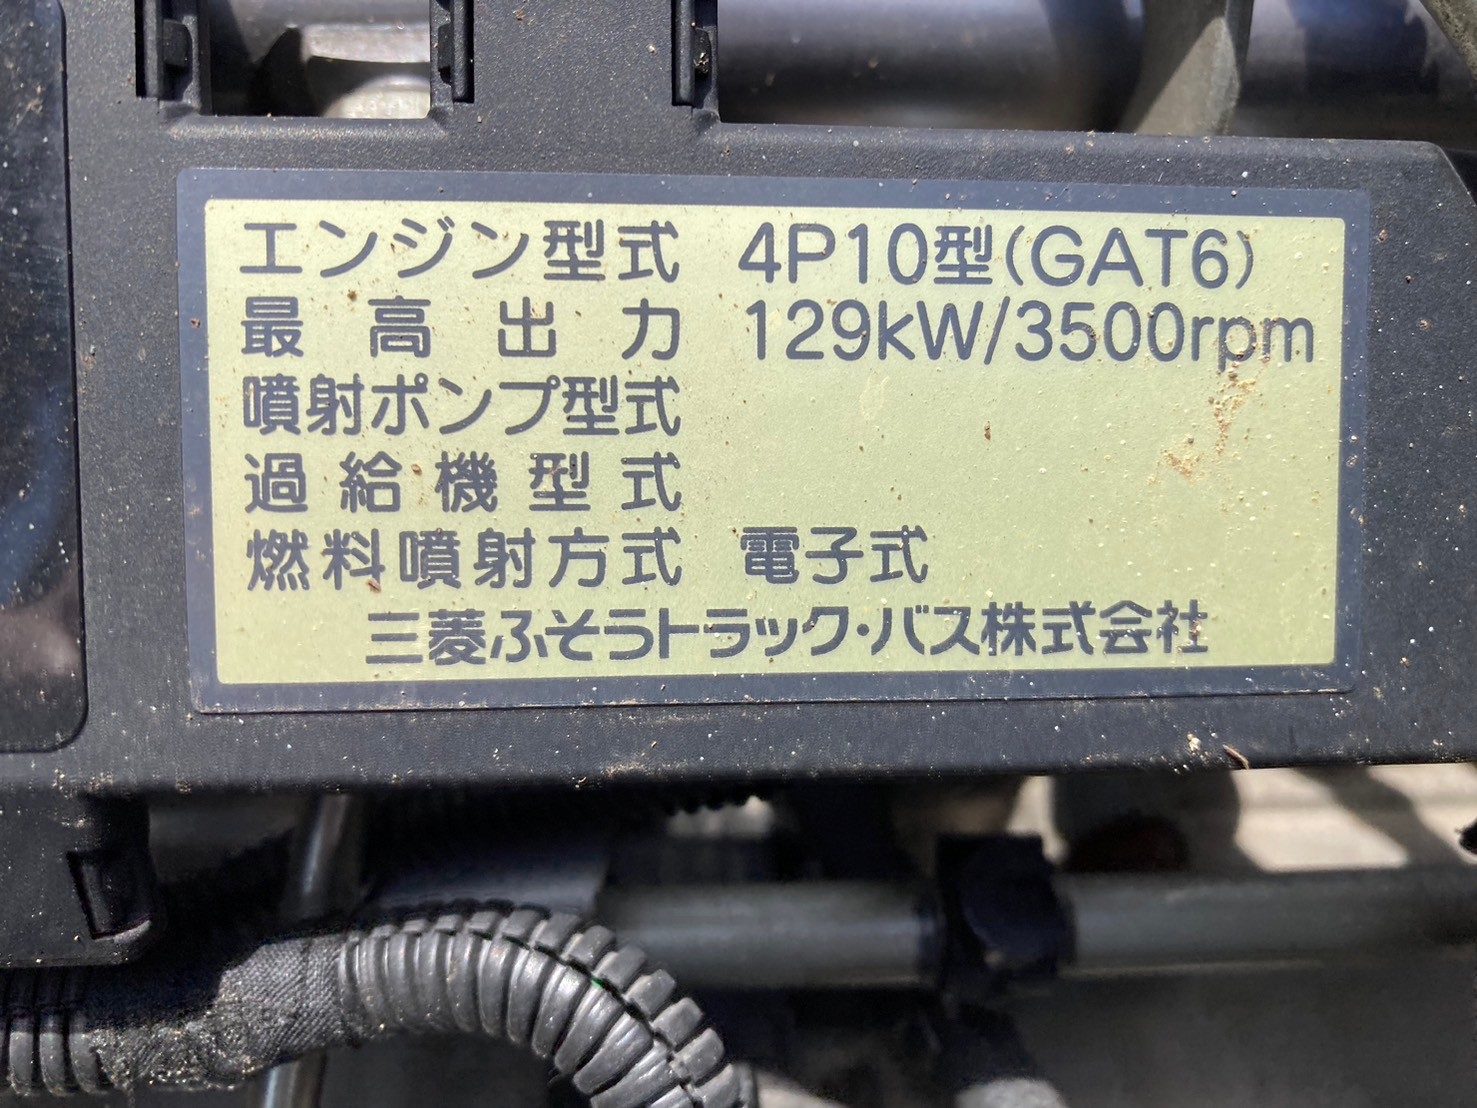 エンジン型式 4P10型(GAT6)
最高出力 129kW/3500rpm
噴射ポンプ型式
過給機型式
燃料噴射方式 電子式
三菱ふそうトラック・バス株式会社